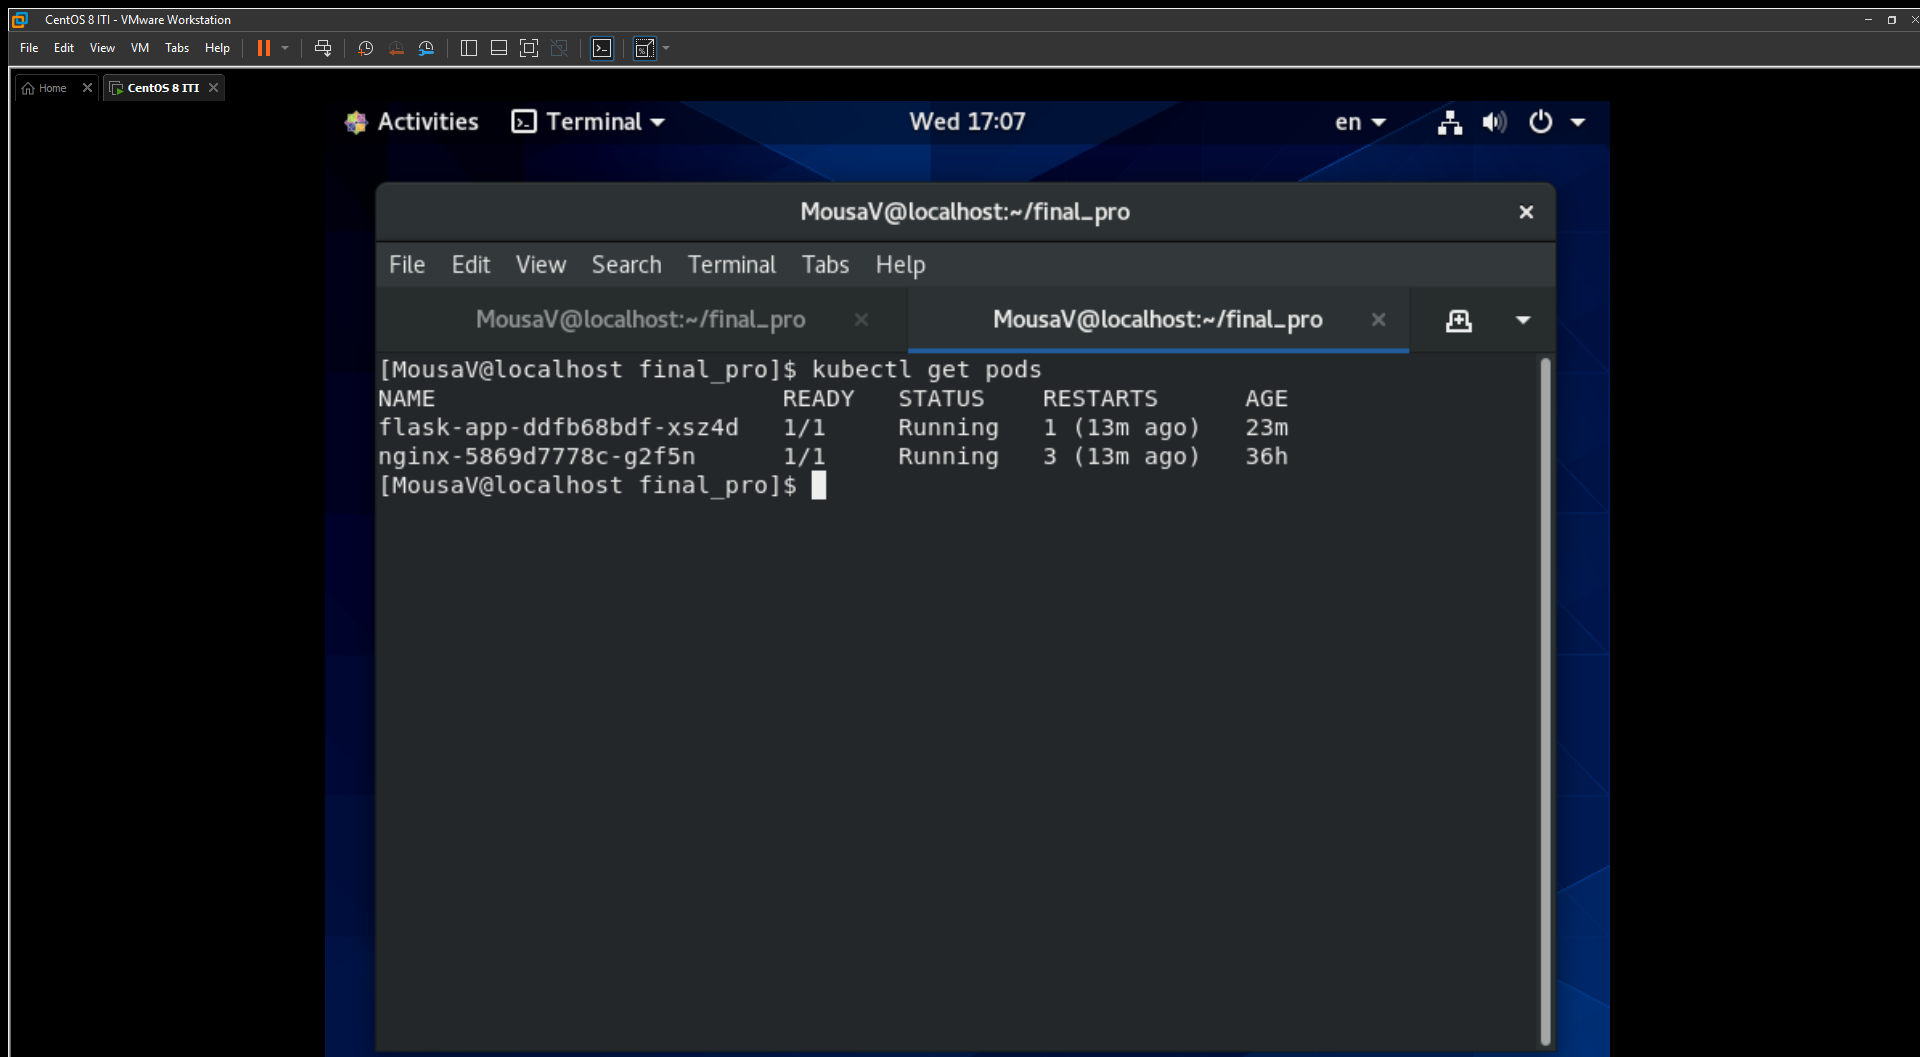 CentOS 8 ITI - VMware Workstation
File Edit View VM Tabs Help
Home CentOS 8 ITI
Activities Terminal Wed 17:07 en
MousaV@localhost:~/final_pro
File Edit View Search Terminal Tabs Help
MousaV@localhost:~/final_pro MousaV@localhost:~/final_pro
[MousaV@localhost final_pro]$ kubectl get pods
NAME READY STATUS RESTARTS AGE
flask-app-ddfb68bdf-xsz4d 1/1 Running 1 (13m ago) 23m
nginx-5869d7778c-g2f5n 1/1 Running 3 (13m ago) 36h
[MousaV@localhost final_pro]$